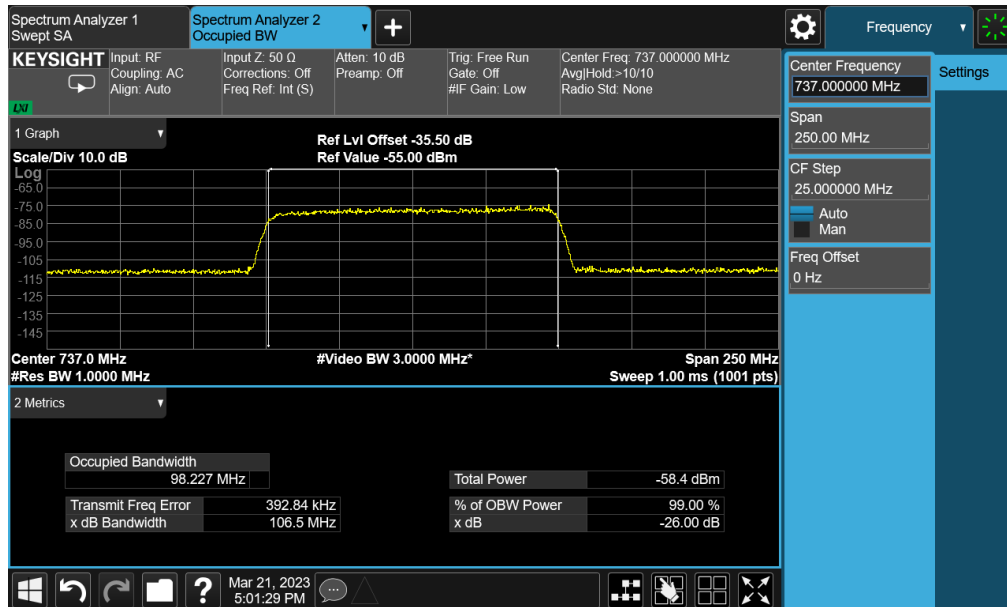 Spectrum Analyzer 1
Swept SA
Spectrum Analyzer 2
Occupied BW
Frequency
KEYSIGHT
LXI
Input: RF
Coupling: AC
Align: Auto
Input Z: 50 Ω
Corrections: Off
Freq Ref: Int (S)
Atten: 10 dB
Preamp: Off
Trig: Free Run
Gate: Off
#IF Gain: Low
Center Freq: 737.000000 MHz
Avg|Hold:>10/10
Radio Std: None
Center Frequency
737.000000 MHz
Settings
Span
250.00 MHz
CF Step
25.000000 MHz
Auto
Man
Freq Offset
0 Hz
1 Graph
Scale/Div 10.0 dB
Ref Lvl Offset -35.50 dB
Ref Value -55.00 dBm
Log
-65.0
-75.0
-85.0
-95.0
-105
-115
-125
-135
-145
Center 737.0 MHz
#Video BW 3.0000 MHz*
Span 250 MHz
#Res BW 1.0000 MHz
Sweep 1.00 ms (1001 pts)
2 Metrics
Occupied Bandwidth
98.227 MHz
Total Power -58.4 dBm
Transmit Freq Error 392.84 kHz
% of OBW Power 99.00 %
x dB Bandwidth 106.5 MHz
x dB -26.00 dB
?
Mar 21, 2023
5:01:29 PM